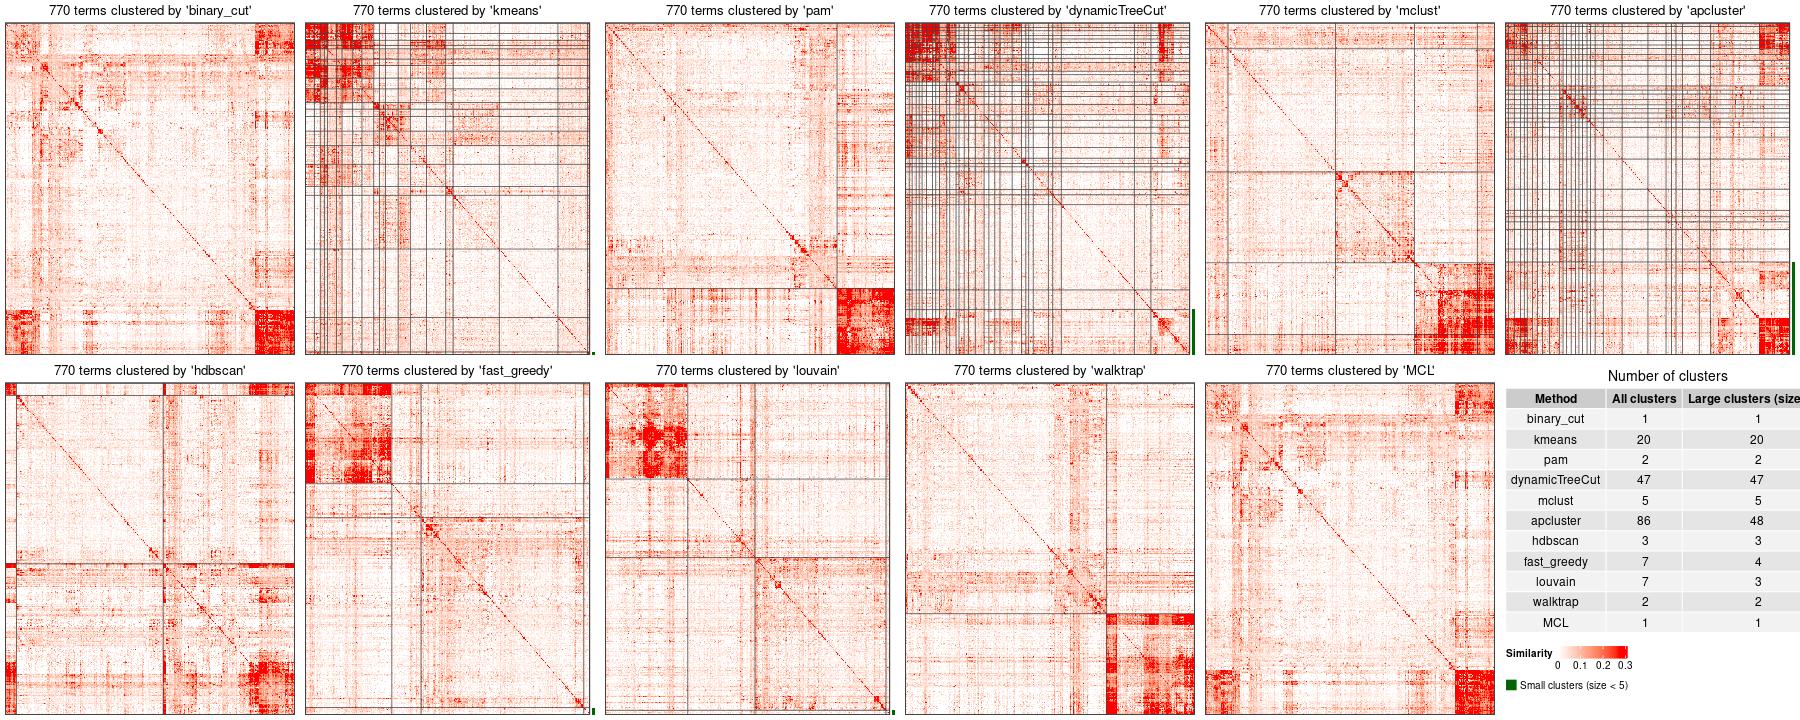 770 terms clustered by 'binary_cut'
770 terms clustered by 'kmeans'
770 terms clustered by 'pam'
770 terms clustered by 'dynamicTreeCut'
770 terms clustered by 'mclust'
770 terms clustered by 'apcluster'
770 terms clustered by 'hdbscan'
770 terms clustered by 'fast_greedy'
770 terms clustered by 'louvain'
770 terms clustered by 'walktrap'
770 terms clustered by 'MCL'
Number of clusters
Method All clusters Large clusters (size
binary_cut 1 1
kmeans 20 20
pam 2 2
dynamicTreeCut 47 47
mclust 5 5
apcluster 86 48
hdbscan 3 3
fast_greedy 7 4
louvain 7 3
walktrap 2 2
MCL 1 1
Similarity
0 0.1 0.2 0.3
Small clusters (size < 5)